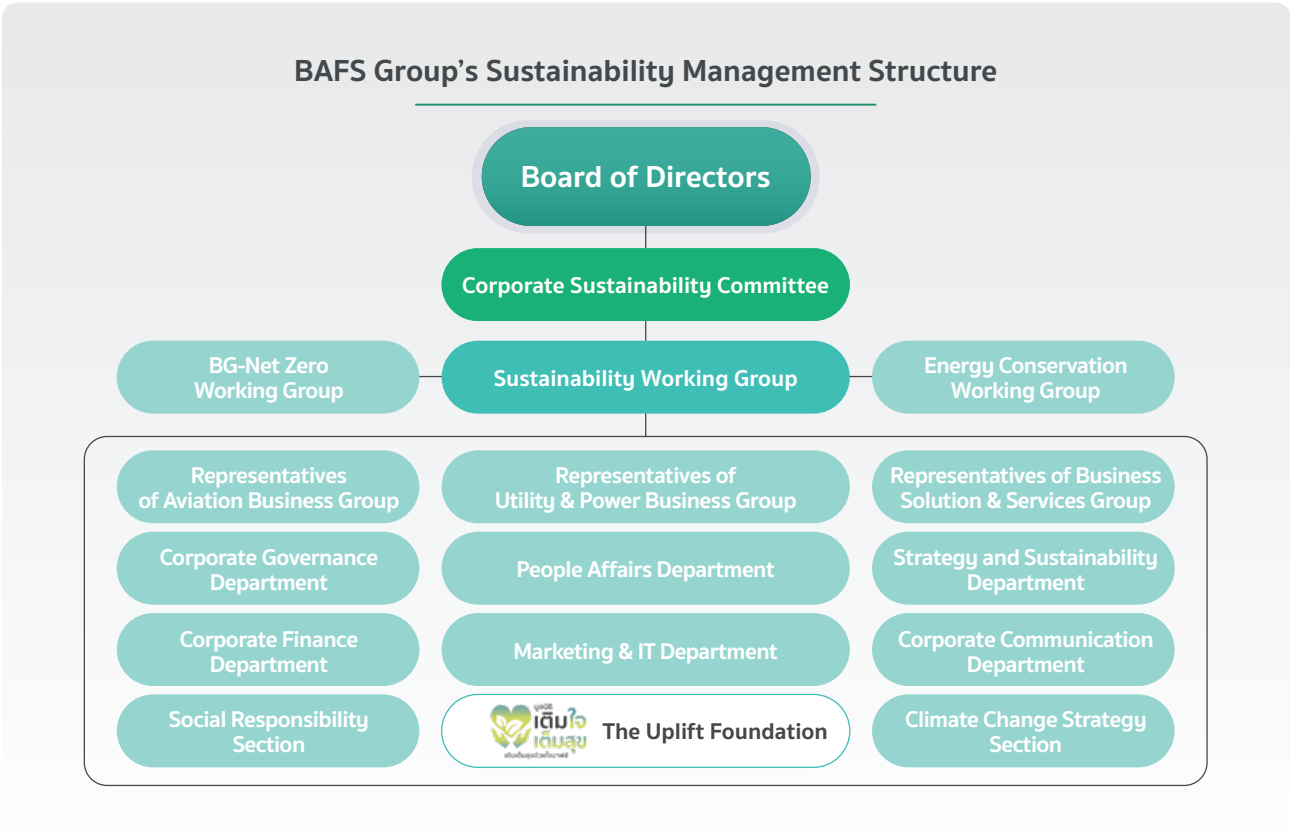 BAFS Group's Sustainability Management Structure
Board of Directors
Corporate Sustainability Committee
BG-Net Zero
Working Group
Sustainability Working Group
Energy Conservation
Working Group
Representatives
of Aviation Business Group
Representatives of
Utility & Power Business Group
Representatives of Business
Solution & Services Group
Corporate Governance
Department
People Affairs Department
Strategy and Sustainability
Department
Corporate Finance
Department
Marketing & IT Department
Corporate Communication
Department
Social Responsibility
Section
มูลนิธิ
เติมใจ
เต็มสุข
The Uplift Foundation
Climate Change Strategy
Section